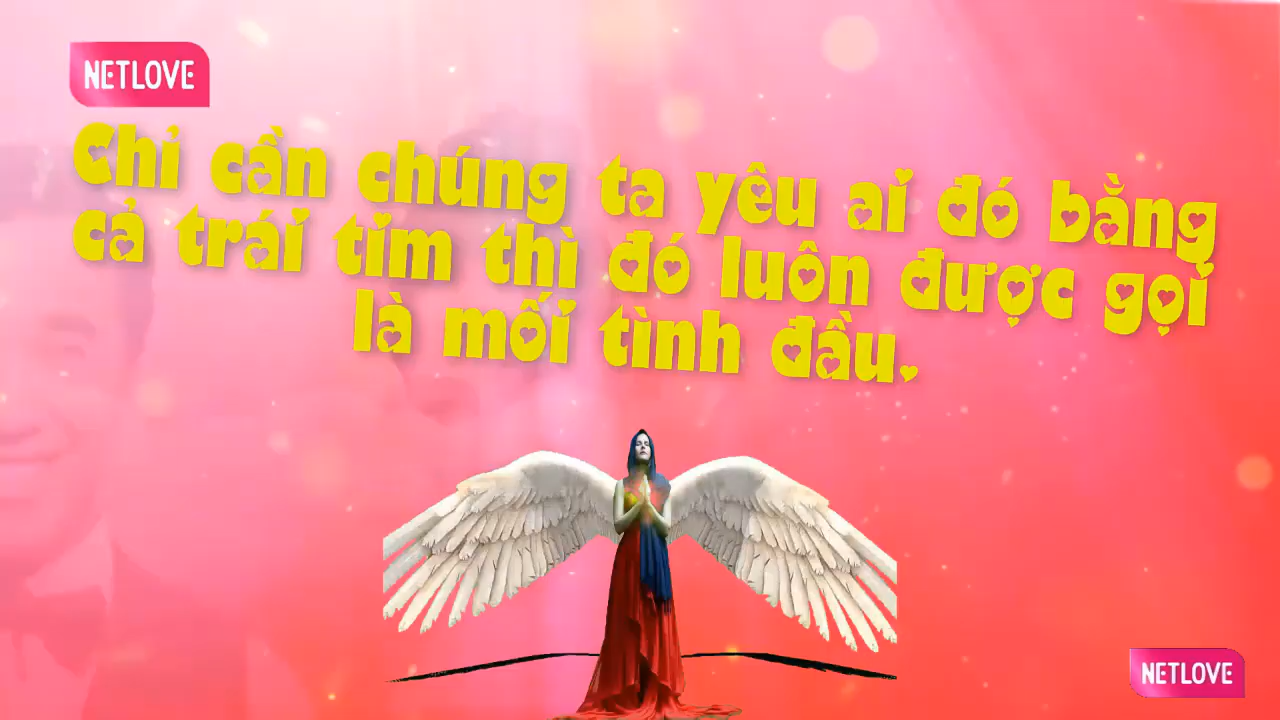 NETLOVE
Chỉ cần chúng ta yêu ai đó bằng
cả trái tim thì đó luôn được gọi
là mối tình đầu.
NETLOVE